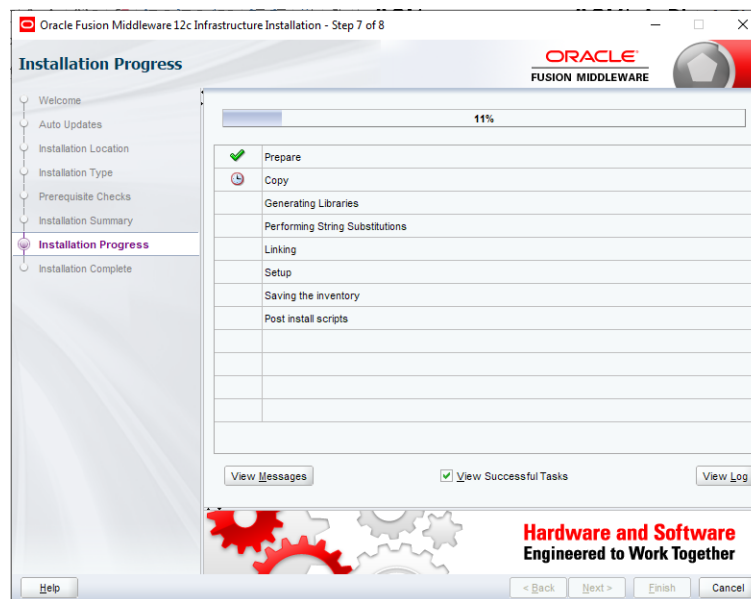 Oracle Fusion Middleware 12c Infrastructure Installation - Step 7 of 8
Installation Progress
ORACLE
FUSION MIDDLEWARE
Welcome
Auto Updates
Installation Location
Installation Type
Prerequisite Checks
Installation Summary
Installation Progress
Installation Complete
11%
Prepare
Copy
Generating Libraries
Performing String Substitutions
Linking
Setup
Saving the inventory
Post install scripts
View Messages
View Successful Tasks
View Log
Hardware and Software
Engineered to Work Together
Help
< Back
Next >
Finish
Cancel